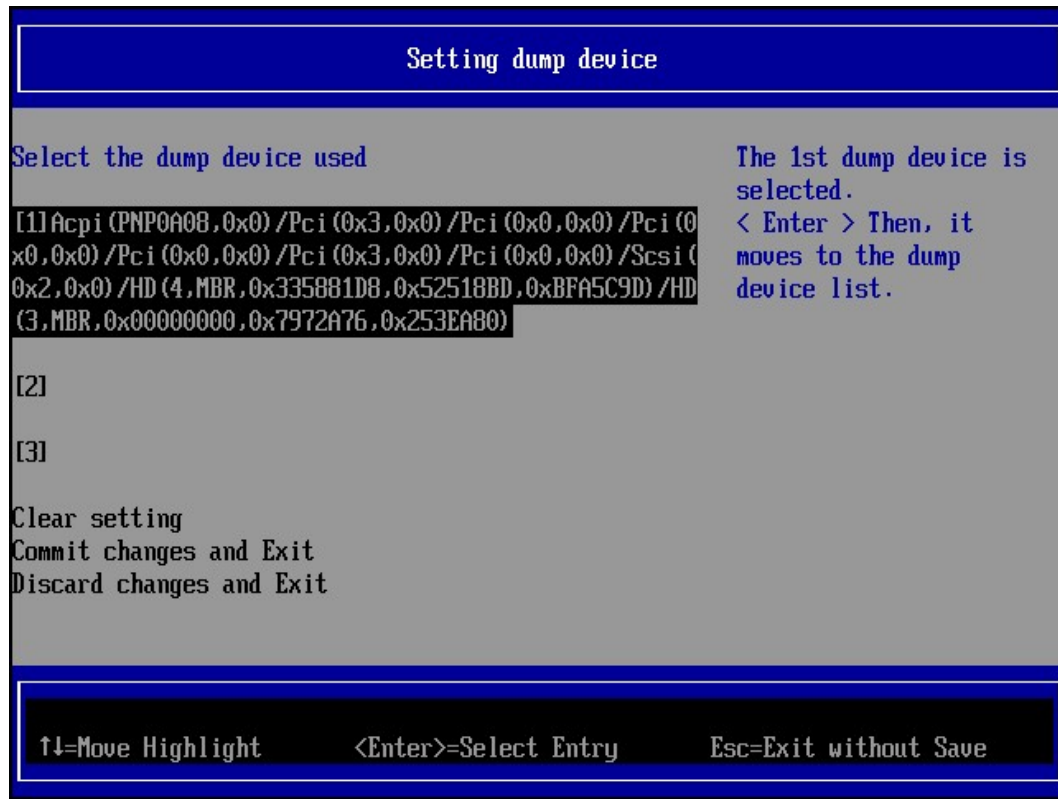 Setting dump device
Select the dump device used
[1]Acpi(PNP0A08,0x0)/Pci(0x3,0x0)/Pci(0x0,0x0)/Pci(0
x0,0x0)/Pci(0x0,0x0)/Pci(0x3,0x0)/Pci(0x0,0x0)/Scsi(
0x2,0x0)/HD(4,MBR,0x335881D8,0x52518BD,0xBFA5C9D)/HD
(3,MBR,0x00000000,0x7972A76,0x253EA80)
[2]
[3]
Clear setting
Commit changes and Exit
Discard changes and Exit
The 1st dump device is
selected.
< Enter > Then, it
moves to the dump
device list.
↑↓=Move Highlight <Enter>=Select Entry Esc=Exit without Save